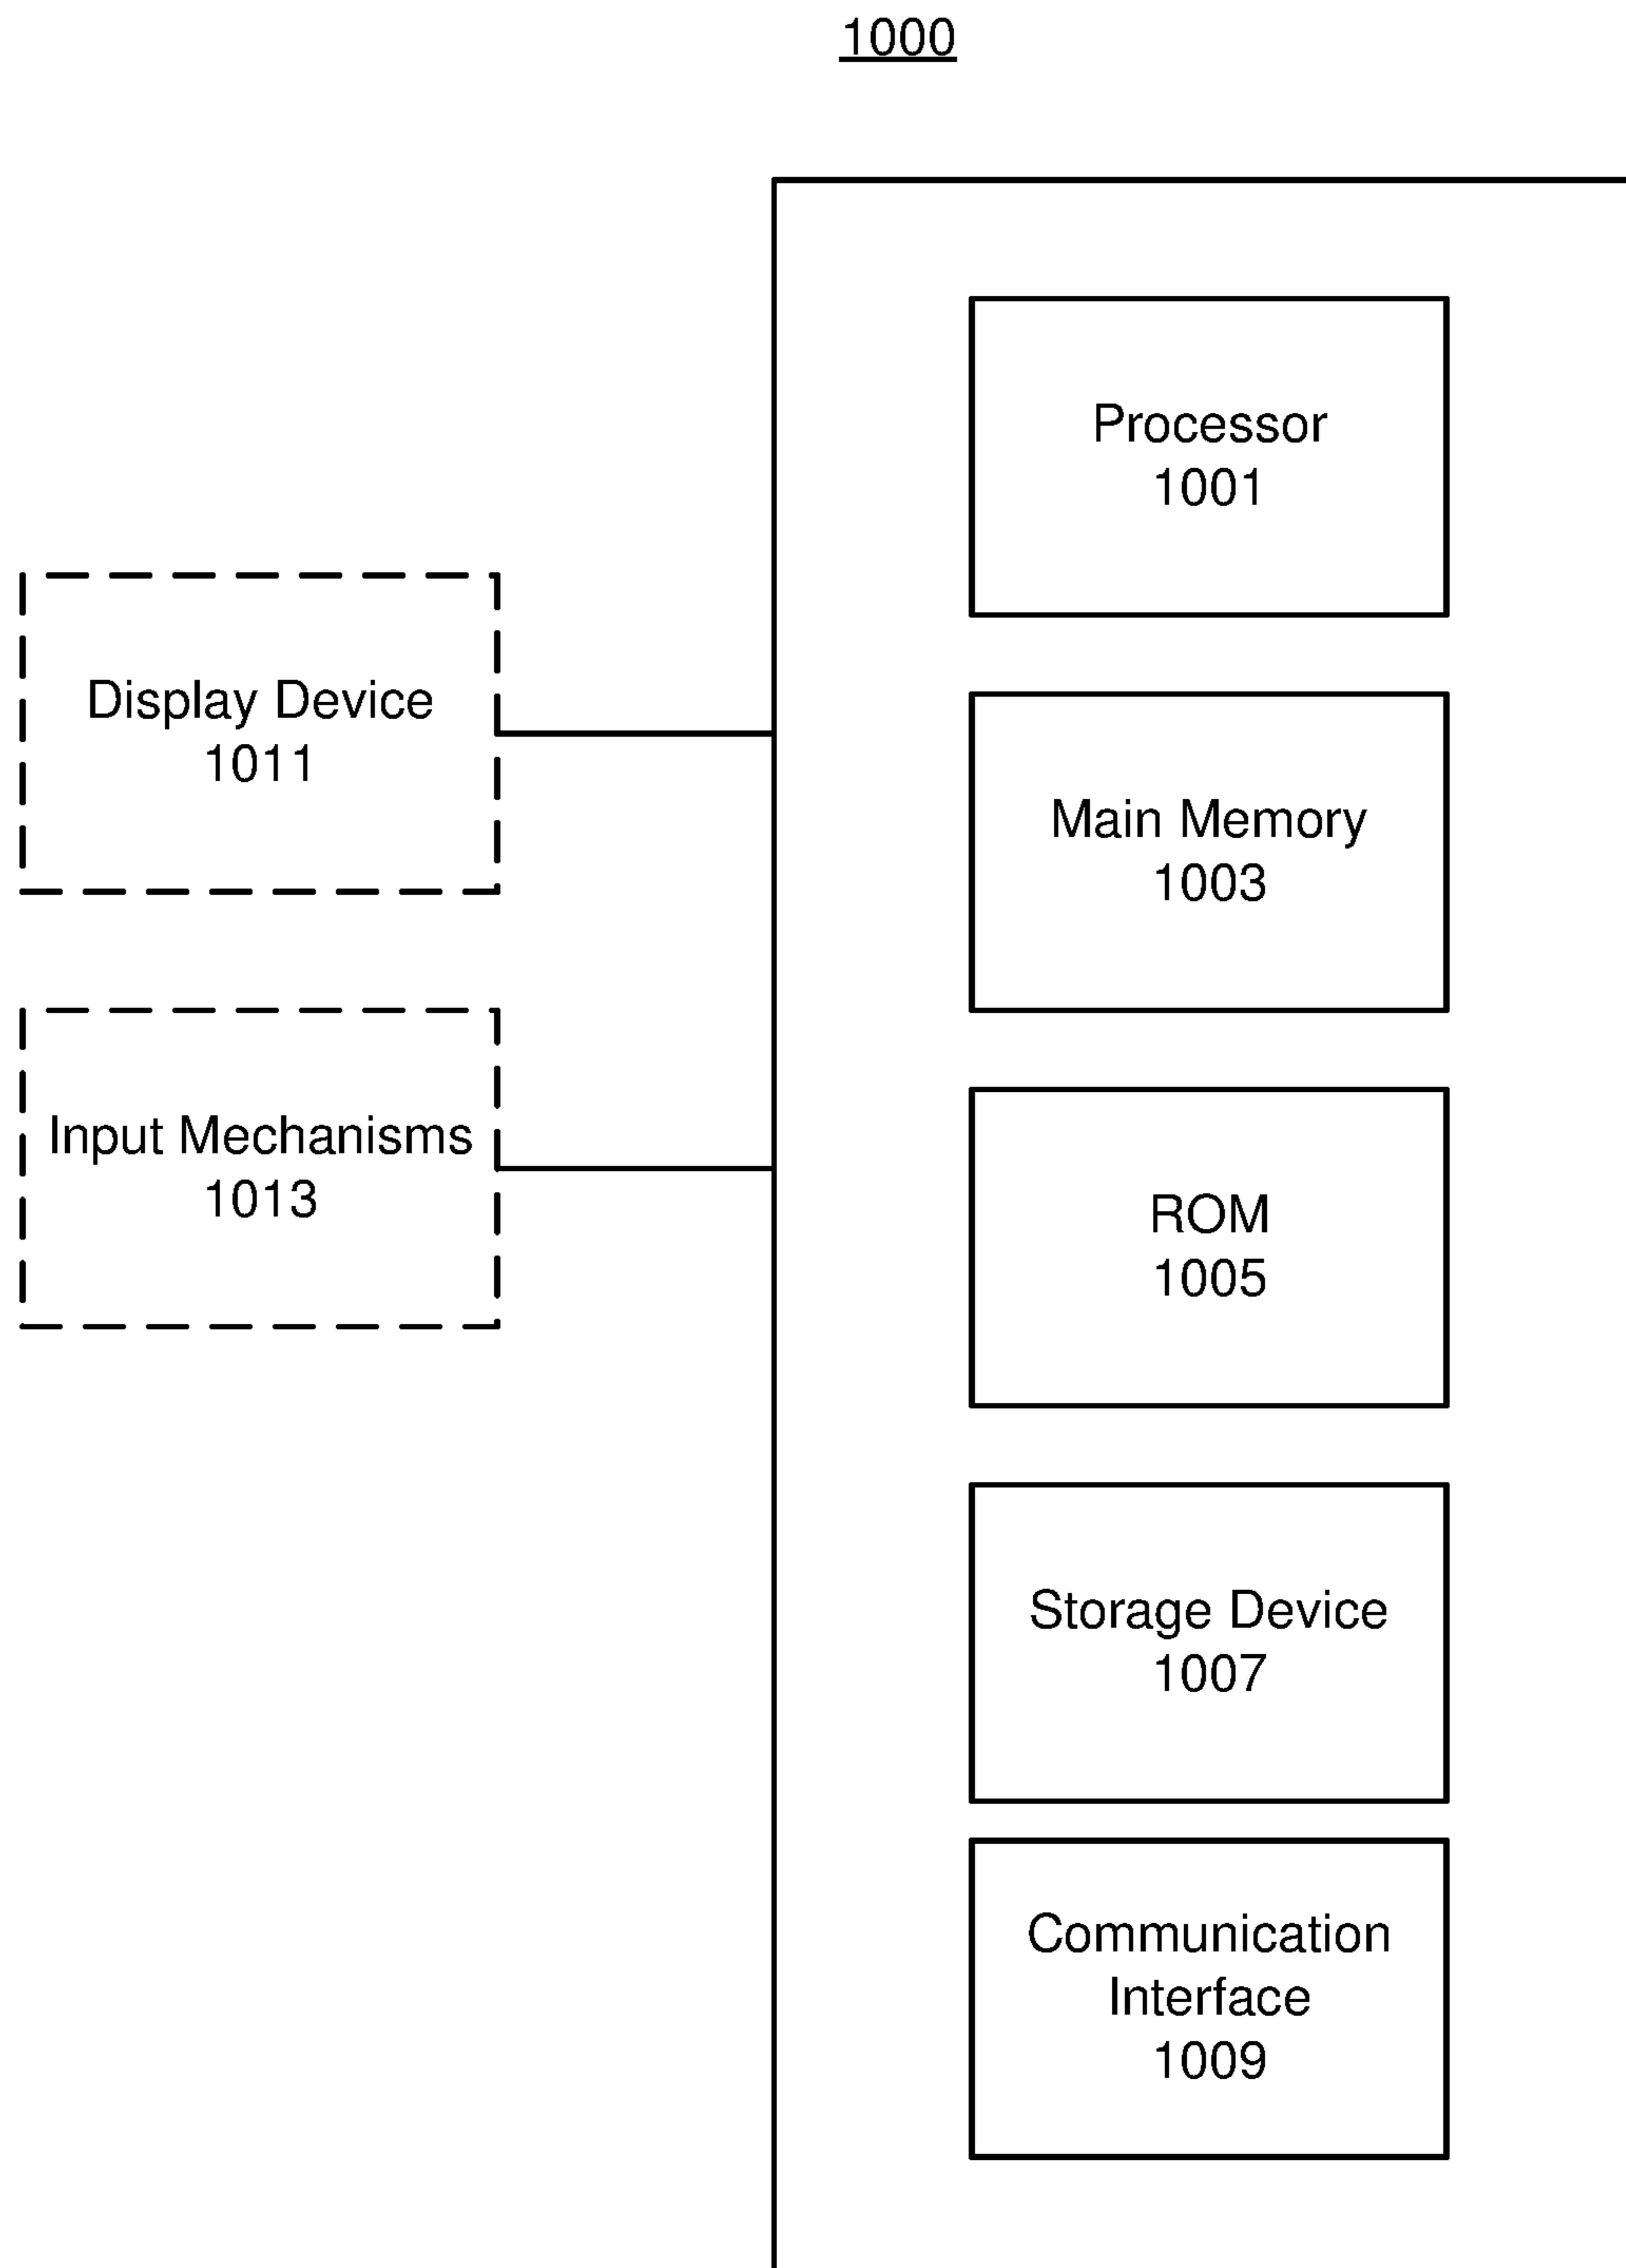 1000
Processor
1001
Display Device
1011
Main Memory
1003
Input Mechanisms
1013
ROM
1005
Storage Device
1007
Communication
Interface
1009